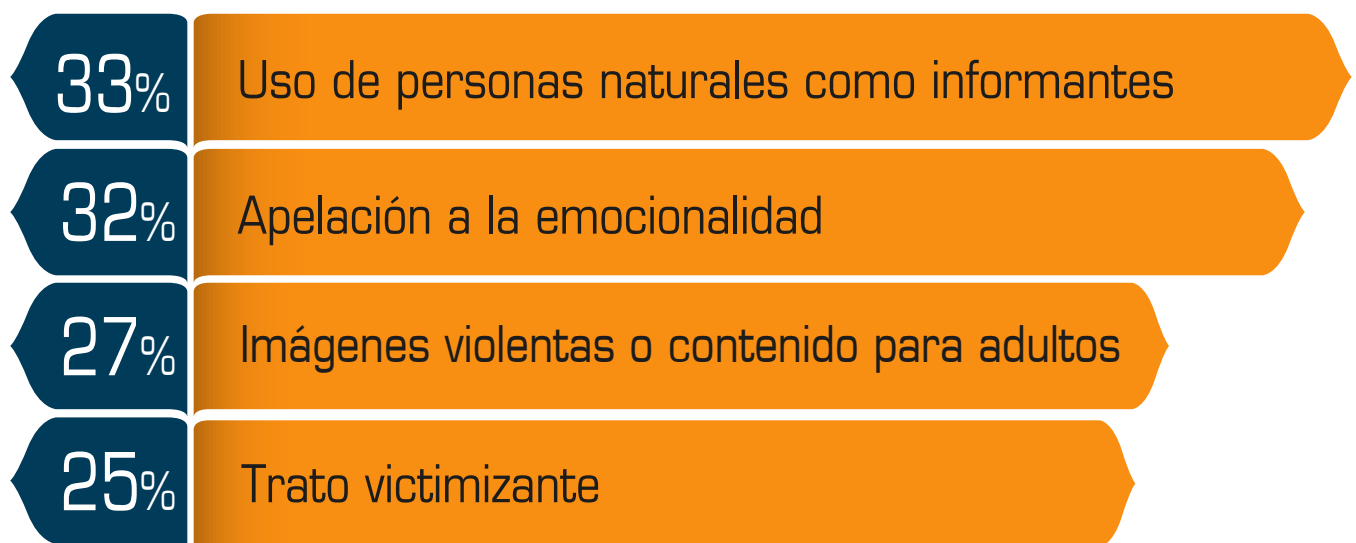 33% Uso de personas naturales como informantes
32% Apelación a la emocionalidad
27% Imágenes violentas o contenido para adultos
25% Trato victimizante